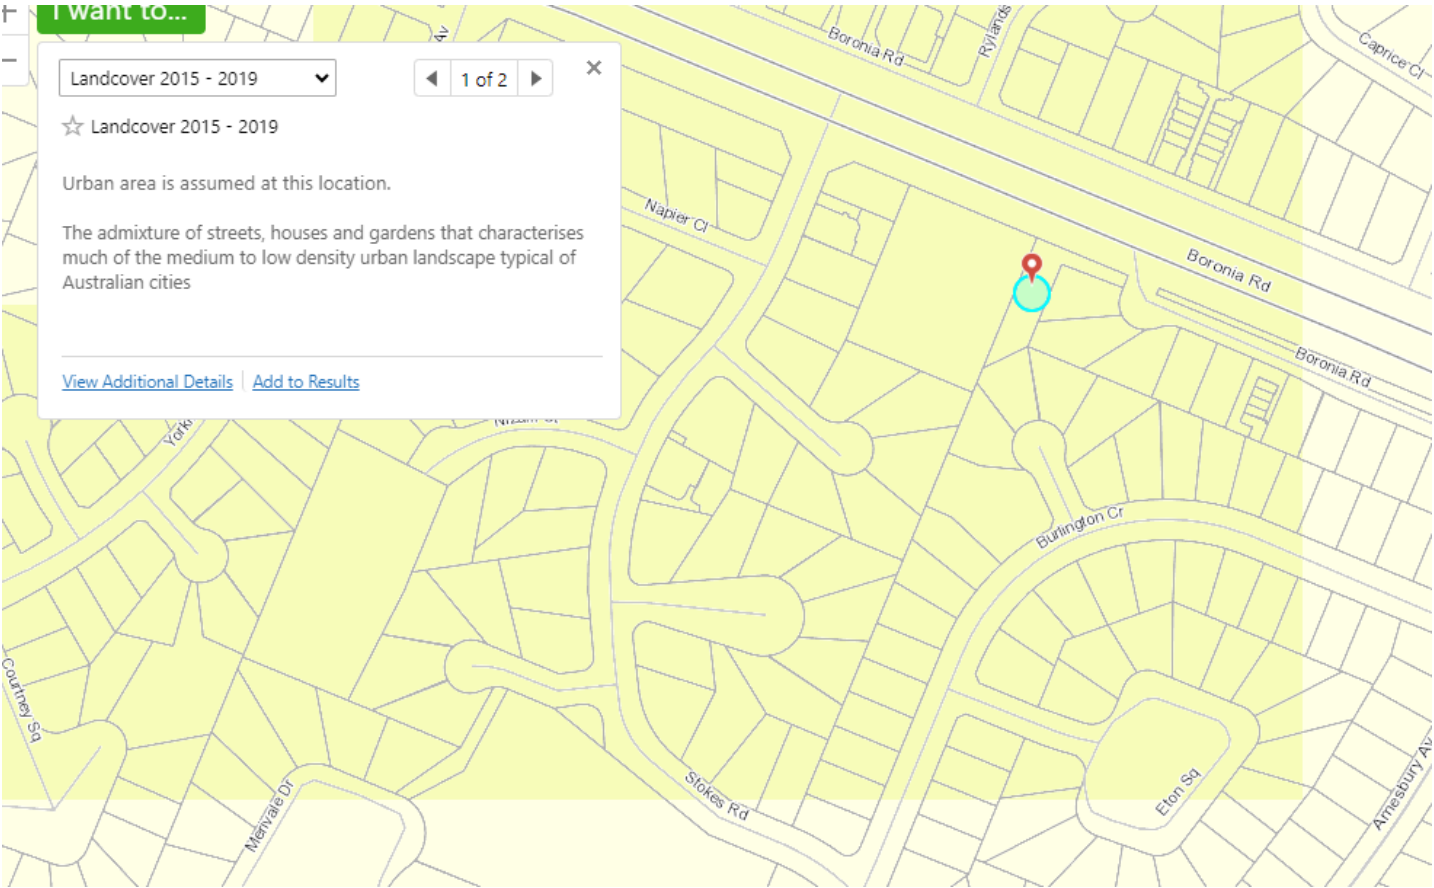 I want to...
Landcover 2015 - 2019
1 of 2
Landcover 2015 - 2019
Urban area is assumed at this location.
The admixture of streets, houses and gardens that characterises
much of the medium to low density urban landscape typical of
Australian cities
View Additional Details
Add to Results
Av
Boronia Rd
Rylands
Caprice Cl
Napier Cl
Boronia Rd
Boronia Rd
York
Burlington Cr
Courtney Sq
Stokes Rd
Eton Sq
Merivale Dr
Amesbury Av